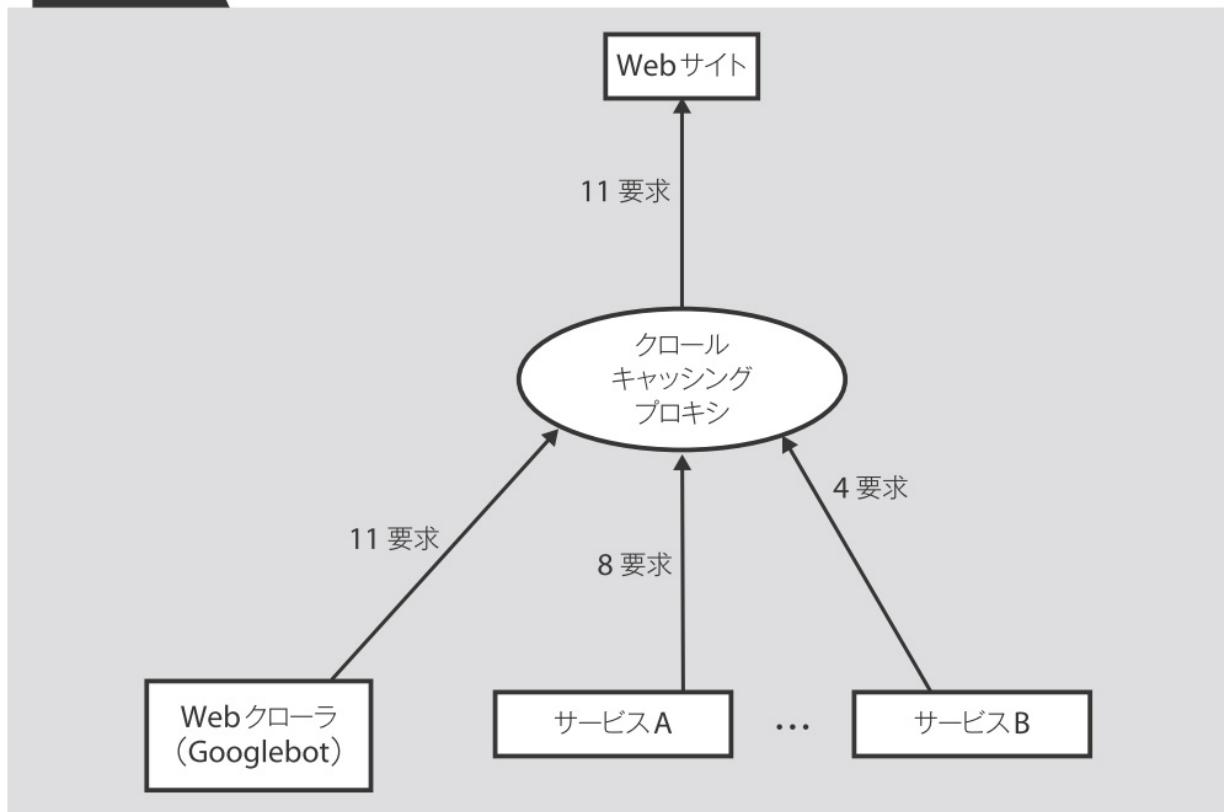 Webサイト
11 要求
クロール
キャッシング
プロキシ
11 要求
8 要求
4 要求
Webクローラ
(Googlebot)
サービスA
…
サービスB